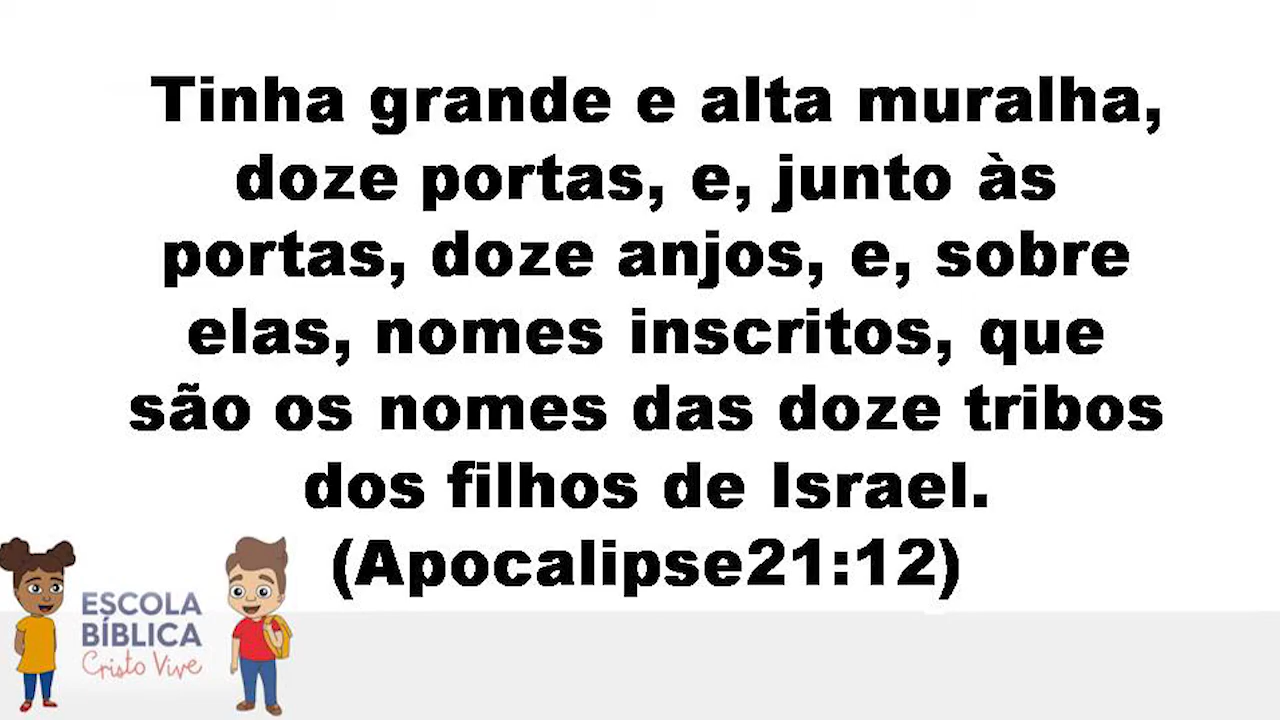 Tinha grande e alta muralha,
doze portas, e, junto às
portas, doze anjos, e, sobre
elas, nomes inscritos, que
são os nomes das doze tribos
dos filhos de Israel.
(Apocalipse21:12)
ESCOLA
BÍBLICA
Cristo Vive